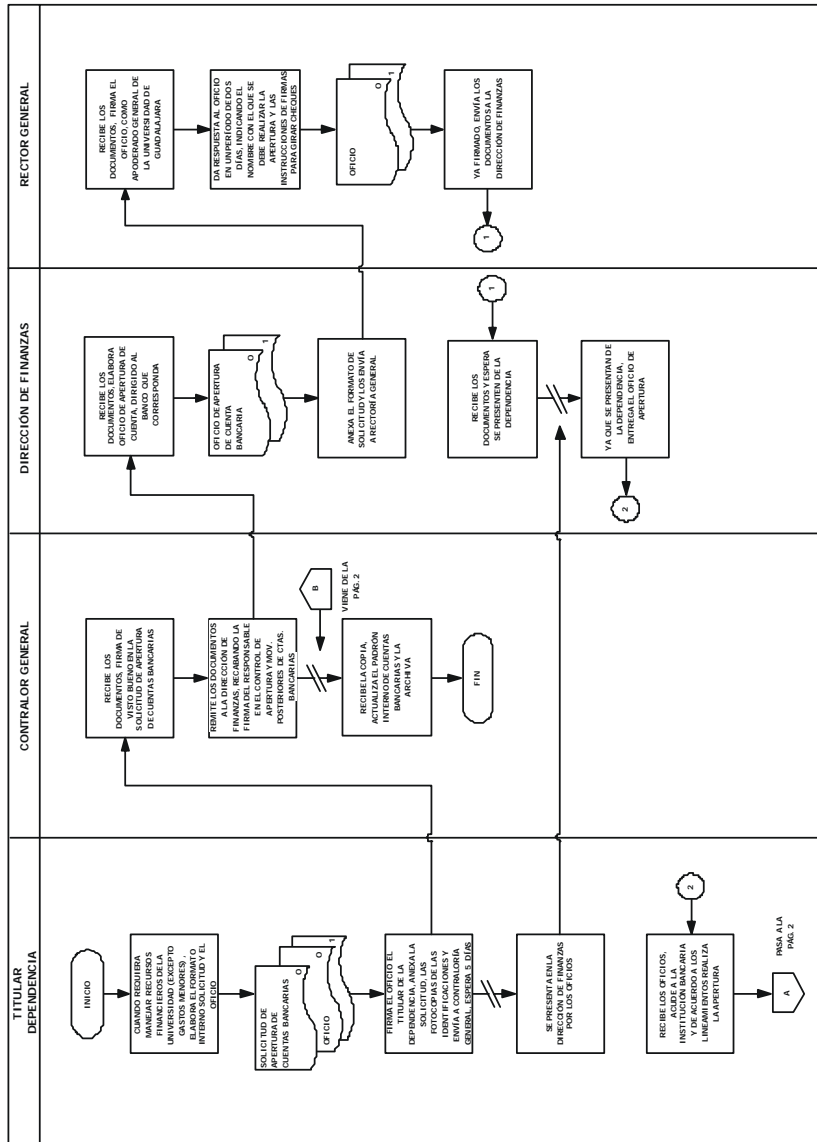 TITULAR
DEPENDENCIA
CONTRALOR GENERAL
DIRECCIÓN DE FINANZAS
RECTOR GENERAL
INICIO
CUANDO REQUIERA
MANEJAR RECURSOS
FINANCIEROS DE LA
UNIVERSIDAD (EXCEPTO
GASTOS MENORES) ,
ELABORA EL FORMATO
INTERNO SOLICITUD Y EL
OFICIO
SOLICITUD DE
APERTURA DE
CUENTAS BANCARIAS
O
OFICIO
O
1
FIRMA EL OFICIO EL
TITULAR DE LA
DEPENDENCIA, ANEXA LA
SOLICITUD, LAS
FOTOCOPIAS DE LAS
IDENTIFICACIONES Y
ENVÍA A CONTRALORÍA
GENERAL, ESPERA 5 DÍAS
SE PRESENTA EN LA
DIRECCIÓN DE FINANZAS
POR LOS OFICIOS
2
RECIBE LOS OFICIOS,
ACUDE A LA
INSTITUCIÓN BANCARIA
Y DE ACUERDO A LOS
LINEAMIENTOS REALIZA
LA APERTURA
A
PASA A LA
PÁG. 2
RECIBE LOS
DOCUMENTOS, FIRMA DE
VISTO BUENO EN LA
SOLICITUD DE APERTURA
DE CUENTAS BANCARIAS
REMITE LOS DOCUMENTOS
A LA DIRECCIÓN DE
FINANZAS, RECABANDO LA
FIRMA DEL RESPONSABLE
EN EL CONTROL DE
APERTURA Y MOV.
POSTERIORES DE CTAS.
BANCARIAS
B
VIENE DE LA
PÁG. 2
RECIBE LA COPIA,
ACTUALIZA EL PADRÓN
INTERNO DE CUENTAS
BANCARIAS Y LA
ARCHIVA
FIN
RECIBE LOS
DOCUMENTOS, ELABORA
OFICIO DE APERTURA DE
CUENTA, DIRIGIDO AL
BANCO QUE
CORRESPONDA
OFICIO DE APERTURA
DE CUENTA
BANCARIA
O
1
ANEXA EL FORMATO DE
SOLICITUD Y LOS ENVÍA
A RECTORÍA GENERAL
1
RECIBE LOS
DOCUMENTOS Y ESPERA
SE PRESENTEN DE LA
DEPENDENCIA
YA QUE SE PRESENTAN DE
LA DEPENDENCIA,
ENTREGA EL OFICIO DE
APERTURA
2
RECIBE LOS
DOCUMENTOS, FIRMA EL
OFICIO, COMO
APODERADO GENERAL DE
LA UNIVERSIDAD DE
GUADALAJARA
DA RESPUESTA AL OFICIO
EN UN PERÍODO DE DOS
DÍAS, INDICANDO EL
NOMBRE CON EL QUE SE
DEBE REALIZAR LA
APERTURA Y LAS
INSTRUCCIONES DE FIRMAS
PARA GIRAR CHEQUES
OFICIO
O
1
YA FIRMADO, ENVÍA LOS
DOCUMENTOS A LA
DIRECCIÓN DE FINANZAS
1